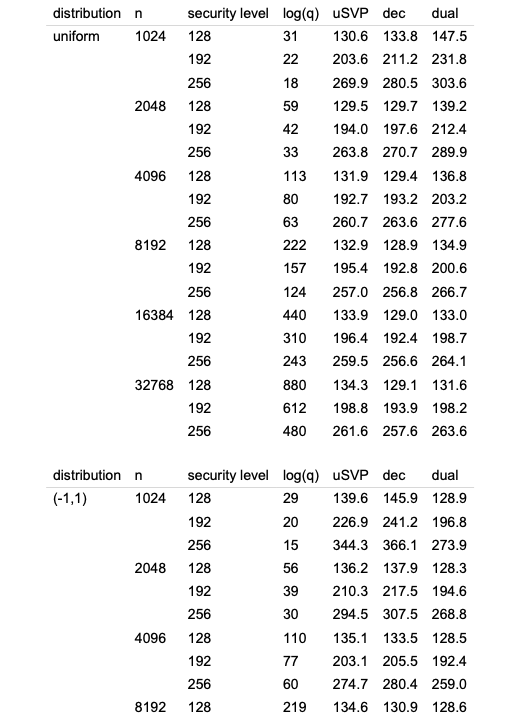 distribution n security level log(q) uSVP dec dual
uniform 1024 128 31 130.6 133.8 147.5
192 22 203.6 211.2 231.8
256 18 269.9 280.5 303.6
2048 128 59 129.5 129.7 139.2
192 42 194.0 197.6 212.4
256 33 263.8 270.7 289.9
4096 128 113 131.9 129.4 136.8
192 80 192.7 193.2 203.2
256 63 260.7 263.6 277.6
8192 128 222 132.9 128.9 134.9
192 157 195.4 192.8 200.6
256 124 257.0 256.8 266.7
16384 128 440 133.9 129.0 133.0
192 310 196.4 192.4 198.7
256 243 259.5 256.6 264.1
32768 128 880 134.3 129.1 131.6
192 612 198.8 193.9 198.2
256 480 261.6 257.6 263.6
distribution n security level log(q) uSVP dec dual
(-1,1) 1024 128 29 139.6 145.9 128.9
192 20 226.9 241.2 196.8
256 15 344.3 366.1 273.9
2048 128 56 136.2 137.9 128.3
192 39 210.3 217.5 194.6
256 30 294.5 307.5 268.8
4096 128 110 135.1 133.5 128.5
192 77 203.1 205.5 192.4
256 60 274.7 280.4 259.0
8192 128 219 134.6 130.9 128.6